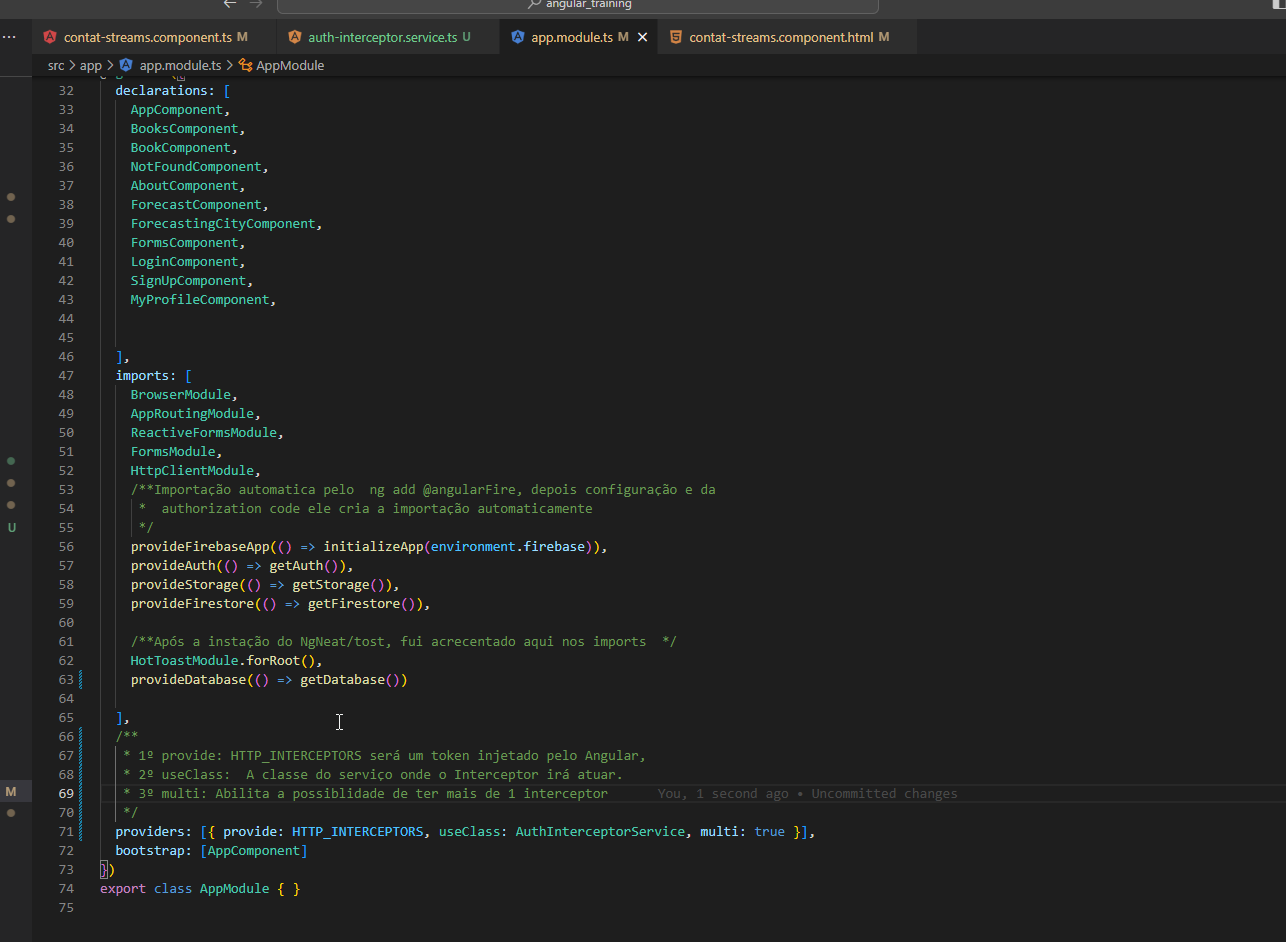 angular_training
contat-streams.component.ts M
auth-interceptor.service.ts U
app.module.ts M
contat-streams.component.html M
src > app > app.module.ts > AppModule
32 declarations: [
33 AppComponent,
34 BooksComponent,
35 BookComponent,
36 NotFoundComponent,
37 AboutComponent,
38 ForecastComponent,
39 ForecastingCityComponent,
40 FormsComponent,
41 LoginComponent,
42 SignUpComponent,
43 MyProfileComponent,
44
45
46 ],
47 imports: [
48 BrowserModule,
49 AppRoutingModule,
50 ReactiveFormsModule,
51 FormsModule,
52 HttpClientModule,
53 /**Importação automatica pelo  ng add @angularFire, depois configuração e da
54 *  authorization code ele cria a importação automaticamente
55 */
56 provideFirebaseApp(() => initializeApp(environment.firebase)),
57 provideAuth(() => getAuth()),
58 provideStorage(() => getStorage()),
59 provideFirestore(() => getFirestore()),
60
61 /**Após a instação do NgNeat/tost, fui acrecentado aqui nos imports  */
62 HotToastModule.forRoot(),
63 provideDatabase(() => getDatabase())
64
65 ],
66 /**
67 * 1º provide: HTTP_INTERCEPTORS será um token injetado pelo Angular,
68 * 2º useClass:  A classe do serviço onde o Interceptor irá atuar.
69 * 3º multi: Abilita a possiblidade de ter mais de 1 interceptor You, 1 second ago • Uncommitted changes
70 */
71 providers: [{ provide: HTTP_INTERCEPTORS, useClass: AuthInterceptorService, multi: true }],
72 bootstrap: [AppComponent]
73 })
74 export class AppModule { }
75
U
M